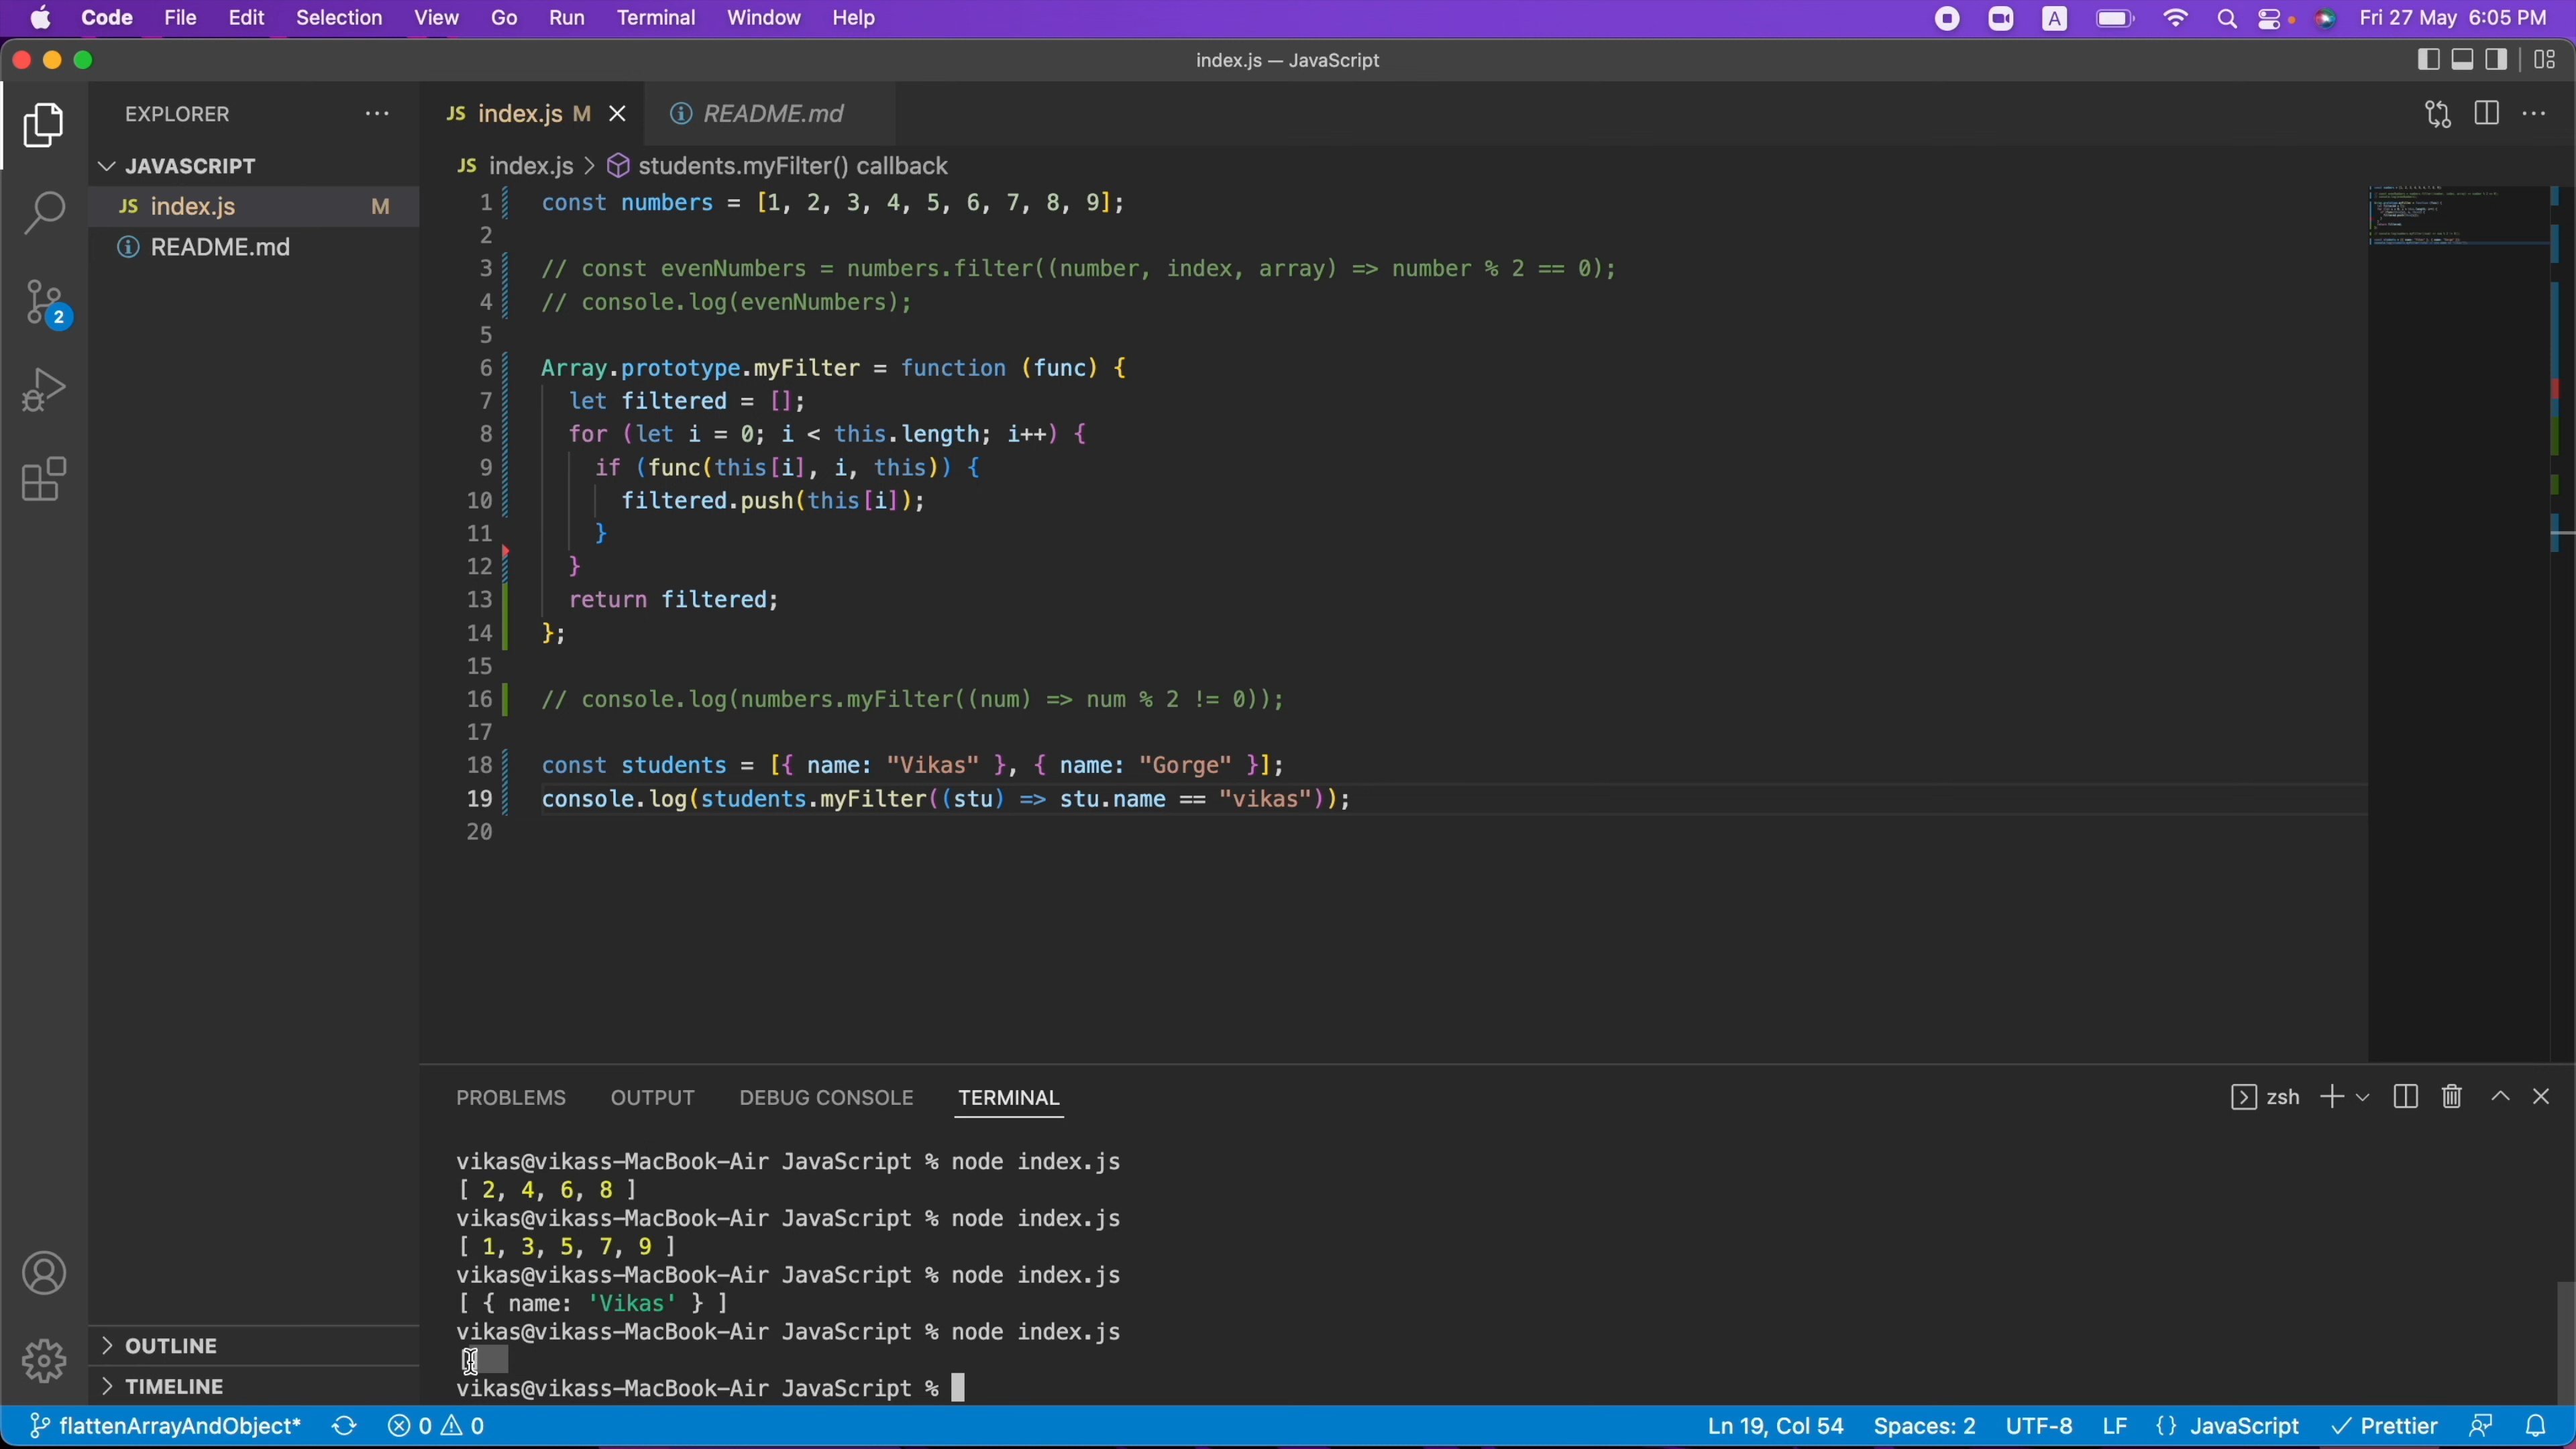 Code File Edit Selection View Go Run Terminal Window Help A Fri 27 May 6:05 PM
index.js — JavaScript
EXPLORER ··· JS index.js M README.md
JAVASCRIPT
JS index.js > students.myFilter() callback
JS index.js M
README.md
2
1 const numbers = [1, 2, 3, 4, 5, 6, 7, 8, 9];
2
3 // const evenNumbers = numbers.filter((number, index, array) => number % 2 == 0);
4 // console.log(evenNumbers);
5
6 Array.prototype.myFilter = function (func) {
7 let filtered = [];
8 for (let i = 0; i < this.length; i++) {
9 if (func(this[i], i, this)) {
10 filtered.push(this[i]);
11 }
12 }
13 return filtered;
14 };
15
16 // console.log(numbers.myFilter((num) => num % 2 != 0));
17
18 const students = [{ name: "Vikas" }, { name: "Gorge" }];
19 console.log(students.myFilter((stu) => stu.name == "vikas"));
20
PROBLEMS OUTPUT DEBUG CONSOLE TERMINAL zsh
vikas@vikass-MacBook-Air JavaScript % node index.js
[ 2, 4, 6, 8 ]
vikas@vikass-MacBook-Air JavaScript % node index.js
[ 1, 3, 5, 7, 9 ]
vikas@vikass-MacBook-Air JavaScript % node index.js
[ { name: 'Vikas' } ]
vikas@vikass-MacBook-Air JavaScript % node index.js
vikas@vikass-MacBook-Air JavaScript %
OUTLINE
TIMELINE
flattenArrayAndObject* 0 0 Ln 19, Col 54 Spaces: 2 UTF-8 LF {} JavaScript Prettier